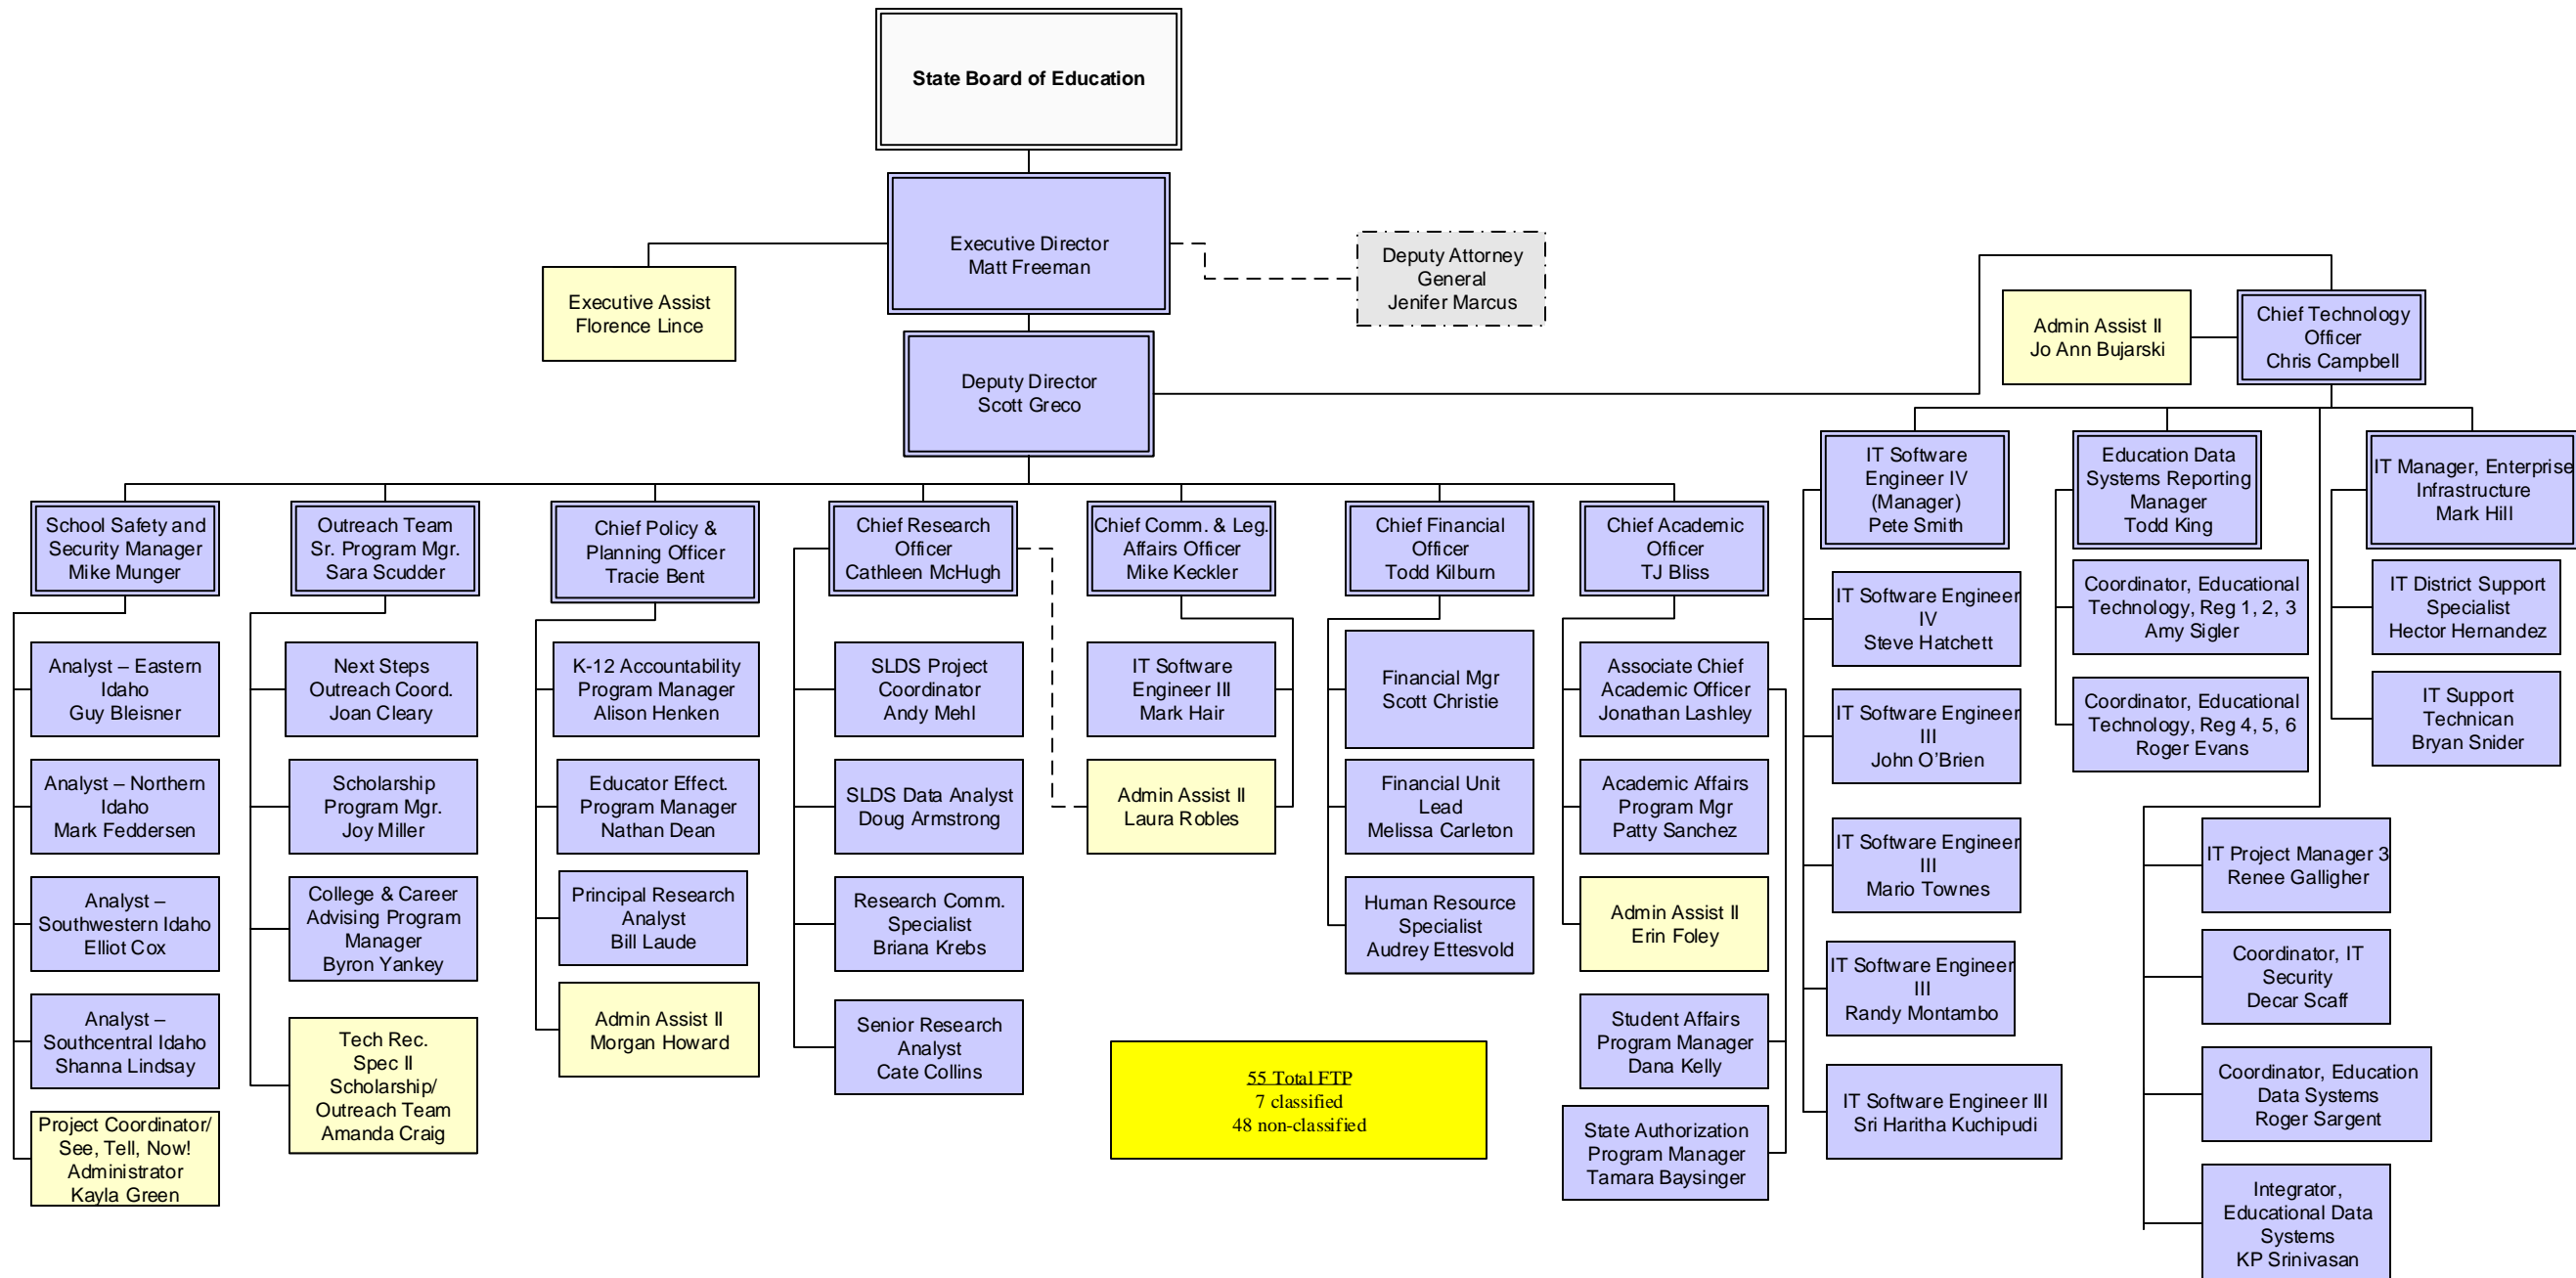 State Board of Education
Executive Director
Matt Freeman
Executive Assist
Florence Lince
Deputy Attorney
General
Jenifer Marcus
Deputy Director
Scott Greco
Admin Assist II
Jo Ann Bujarski
Chief Technology
Officer
Chris Campbell
School Safety and
Security Manager
Mike Munger
Analyst – Eastern
Idaho
Guy Bleisner
Analyst – Northern
Idaho
Mark Feddersen
Analyst –
Southwestern Idaho
Elliot Cox
Analyst –
Southcentral Idaho
Shanna Lindsay
Project Coordinator/
See, Tell, Now!
Administrator
Kayla Green
Outreach Team
Sr. Program Mgr.
Sara Scudder
Next Steps
Outreach Coord.
Joan Cleary
Scholarship
Program Mgr.
Joy Miller
College & Career
Advising Program
Manager
Byron Yankey
Tech Rec.
Spec II
Scholarship/
Outreach Team
Amanda Craig
Chief Policy &
Planning Officer
Tracie Bent
K-12 Accountability
Program Manager
Alison Henken
Educator Effect.
Program Manager
Nathan Dean
Principal Research
Analyst
Bill Laude
Admin Assist II
Morgan Howard
Chief Research
Officer
Cathleen McHugh
SLDS Project
Coordinator
Andy Mehl
SLDS Data Analyst
Doug Armstrong
Research Comm.
Specialist
Briana Krebs
Senior Research
Analyst
Cate Collins
Chief Comm. & Leg.
Affairs Officer
Mike Keckler
IT Software
Engineer III
Mark Hair
Admin Assist II
Laura Robles
Chief Financial
Officer
Todd Kilburn
Financial Mgr
Scott Christie
Financial Unit
Lead
Melissa Carleton
Human Resource
Specialist
Audrey Ettesvold
Chief Academic
Officer
TJ Bliss
Associate Chief
Academic Officer
Jonathan Lashley
Academic Affairs
Program Mgr
Patty Sanchez
Admin Assist II
Erin Foley
Student Affairs
Program Manager
Dana Kelly
State Authorization
Program Manager
Tamara Baysinger
IT Software
Engineer IV
(Manager)
Pete Smith
IT Software Engineer
IV
Steve Hatchett
IT Software Engineer
III
John O'Brien
IT Software Engineer
III
Mario Townes
IT Software Engineer
III
Randy Montambo
IT Software Engineer III
Sri Haritha Kuchipudi
Education Data
Systems Reporting
Manager
Todd King
Coordinator, Educational
Technology, Reg 1, 2, 3
Amy Sigler
Coordinator, Educational
Technology, Reg 4, 5, 6
Roger Evans
IT Manager, Enterprise
Infrastructure
Mark Hill
IT District Support
Specialist
Hector Hernandez
IT Support
Technican
Bryan Snider
IT Project Manager 3
Renee Galligher
Coordinator, IT
Security
Decar Scaff
Coordinator, Education
Data Systems
Roger Sargent
Integrator,
Educational Data
Systems
KP Srinivasan
55 Total FTP
7 classified
48 non-classified